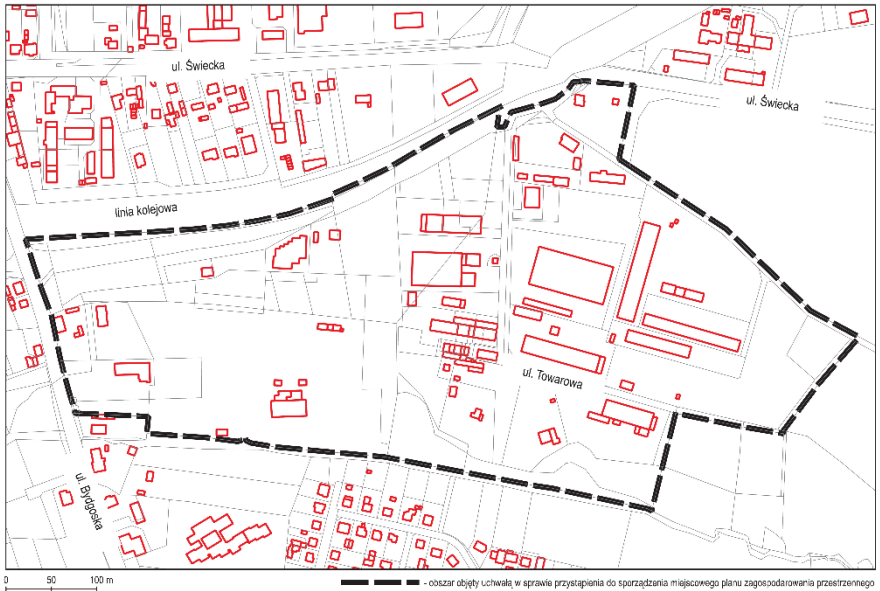 ul. Świecka
ul. Świecka
linia kolejowa
ul. Towarowa
ul. Bydgoska
0 50 100 m
- obszar objęty uchwałą w sprawie przystąpienia do sporządzenia miejscowego planu zagospodarowania przestrzennego